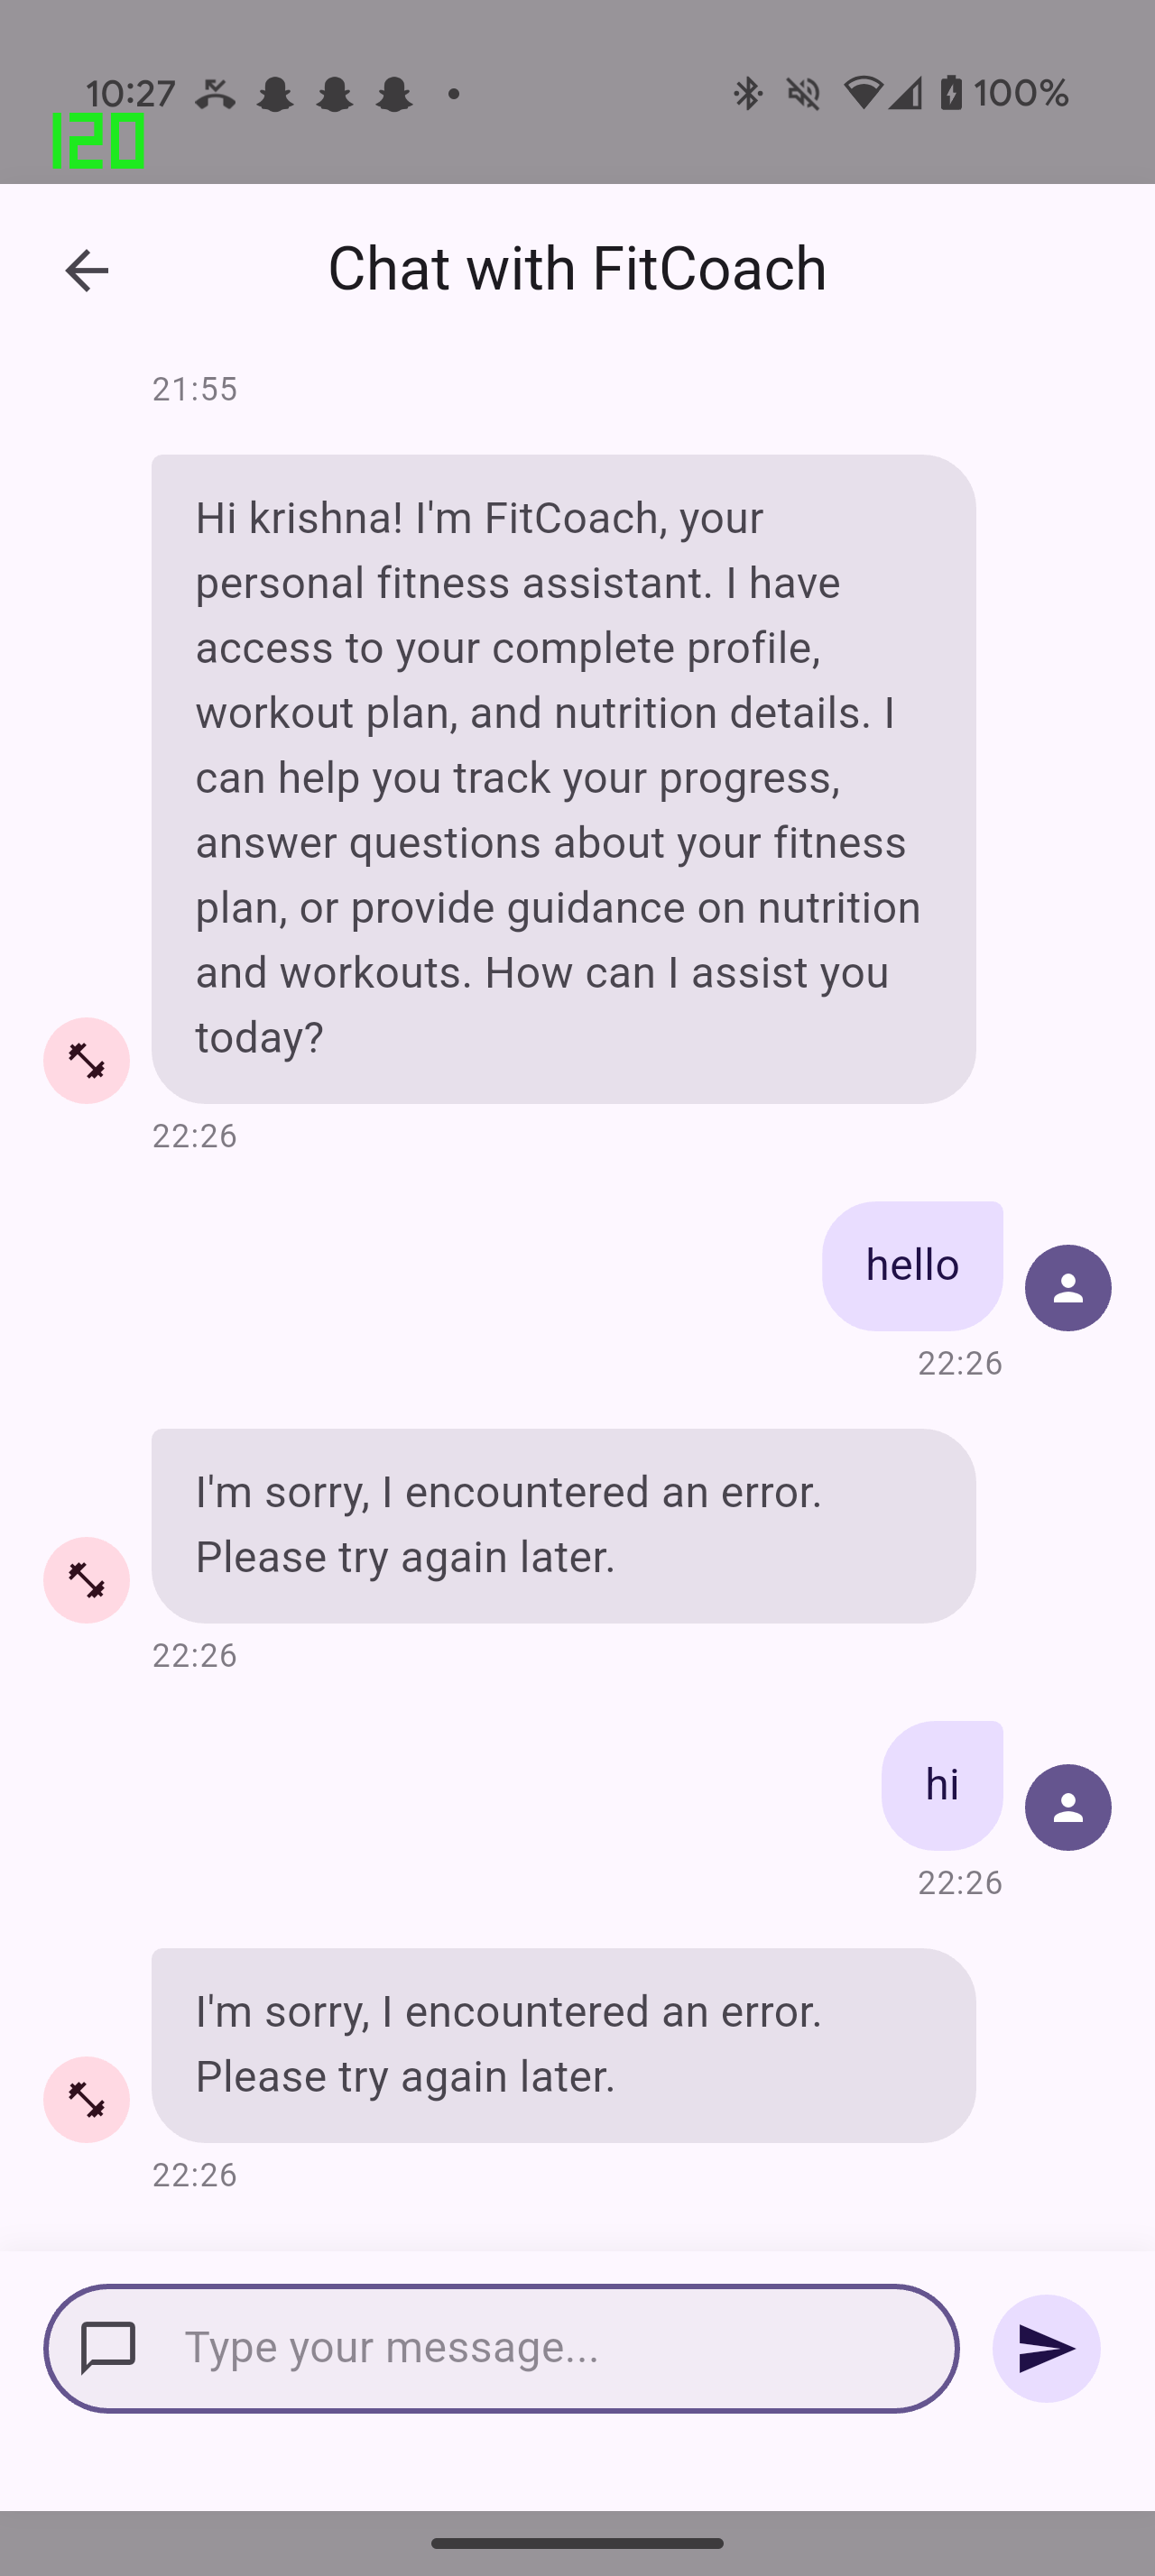 10:27
100%
120
Chat with FitCoach
21:55
Hi krishna! I'm FitCoach, your
personal fitness assistant. I have
access to your complete profile,
workout plan, and nutrition details. I
can help you track your progress,
answer questions about your fitness
plan, or provide guidance on nutrition
and workouts. How can I assist you
today?
22:26
hello
22:26
I'm sorry, I encountered an error.
Please try again later.
22:26
hi
22:26
I'm sorry, I encountered an error.
Please try again later.
22:26
Type your message...